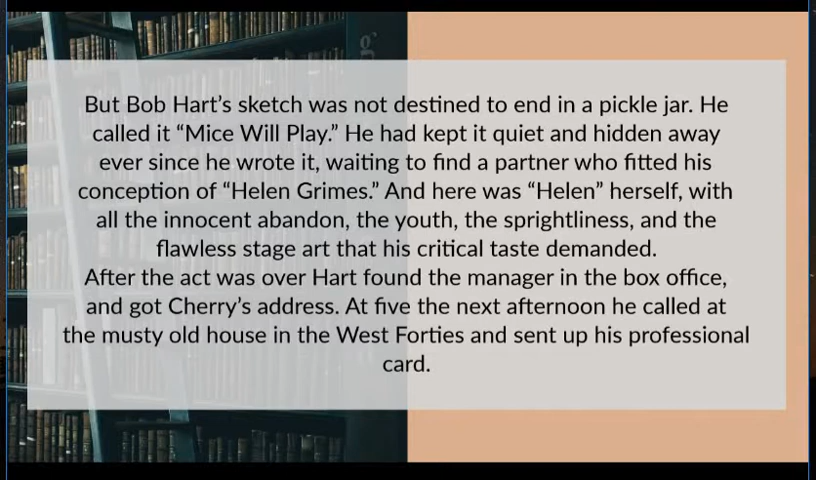 But Bob Hart’s sketch was not destined to end in a pickle jar. He
called it “Mice Will Play.” He had kept it quiet and hidden away
ever since he wrote it, waiting to find a partner who fitted his
conception of “Helen Grimes.” And here was “Helen” herself, with
all the innocent abandon, the youth, the sprightliness, and the
flawless stage art that his critical taste demanded.
After the act was over Hart found the manager in the box office,
and got Cherry’s address. At five the next afternoon he called at
the musty old house in the West Forties and sent up his professional
card.